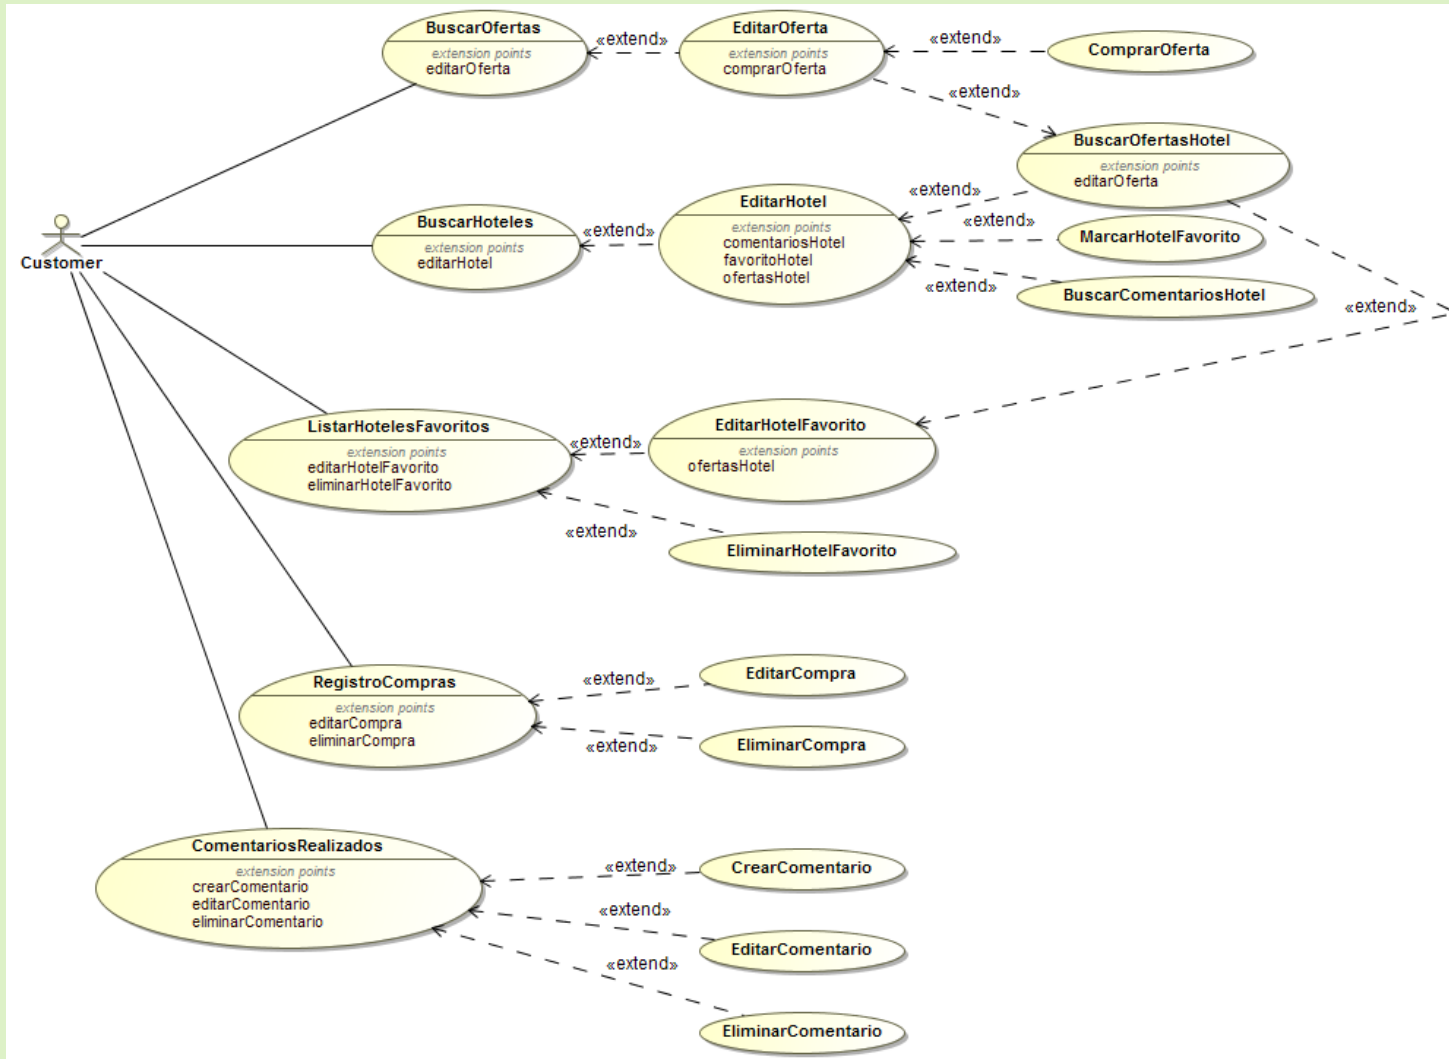 BuscarOfertas
extension points
editarOferta
«extend»
EditarOferta
extension points
comprarOferta
«extend»
ComprarOferta
«extend»
BuscarOfertasHotel
extension points
editarOferta
Customer
BuscarHoteles
extension points
editarHotel
«extend»
EditarHotel
extension points
comentariosHotel
favoritoHotel
ofertasHotel
«extend»
«extend»
MarcarHotelFavorito
«extend»
BuscarComentariosHotel
«extend»
ListarHotelesFavoritos
extension points
editarHotelFavorito
eliminarHotelFavorito
«extend»
EditarHotelFavorito
extension points
ofertasHotel
«extend»
EliminarHotelFavorito
RegistroCompras
extension points
editarCompra
eliminarCompra
«extend»
EditarCompra
«extend»
EliminarCompra
ComentariosRealizados
extension points
crearComentario
editarComentario
eliminarComentario
«extend»
CrearComentario
«extend»
EditarComentario
«extend»
EliminarComentario